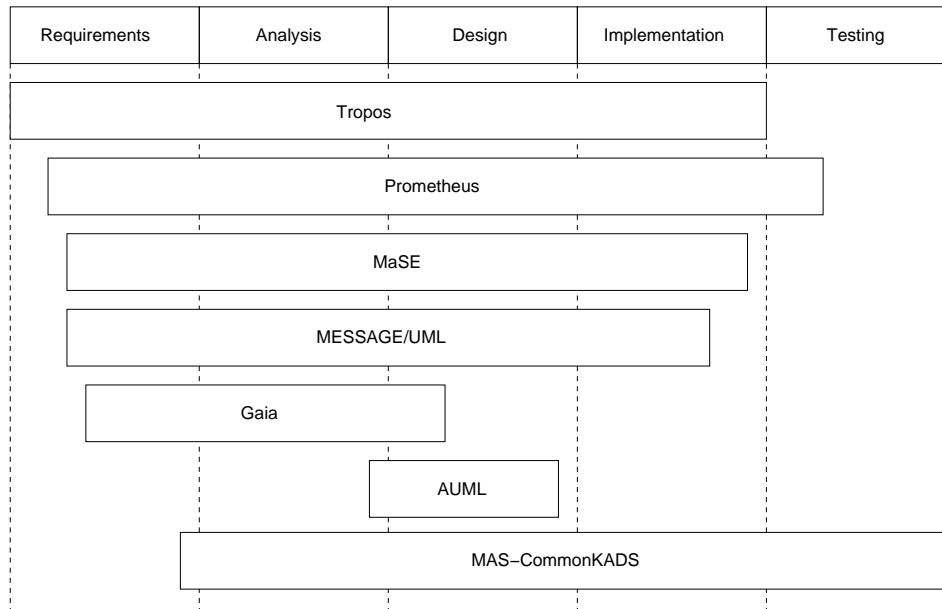 Requirements Analysis Design Implementation Testing
Tropos
Prometheus
MaSE
MESSAGE/UML
Gaia
AUML
MAS−CommonKADS